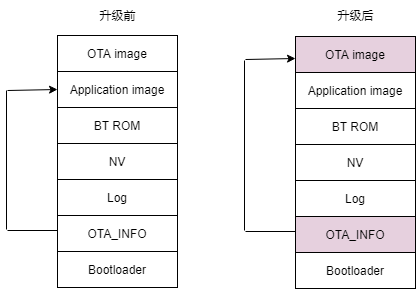 升级前
OTA image
Application image
BT ROM
NV
Log
OTA_INFO
Bootloader
升级后
OTA image
Application image
BT ROM
NV
Log
OTA_INFO
Bootloader